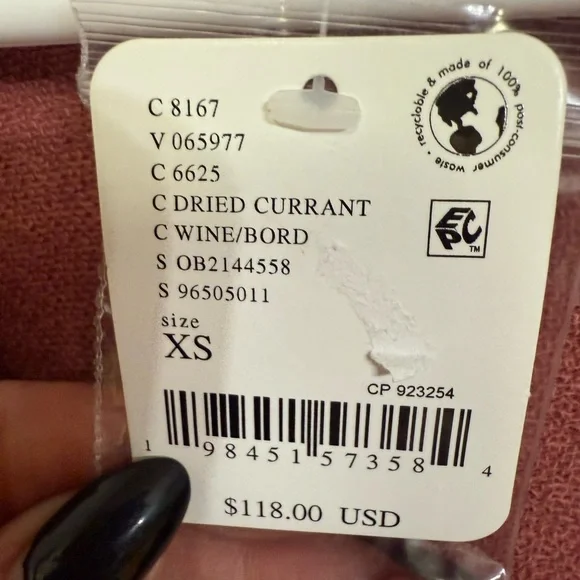 C 8167
V 065977
C 6625
C DRIED CURRANT
C WINE/BORD
S OB2144558
S 96505011
size
XS
recyclable & made of 100% post-consumer waste •
EPC™
CP 923254
1 98451 57358 4
$118.00 USD